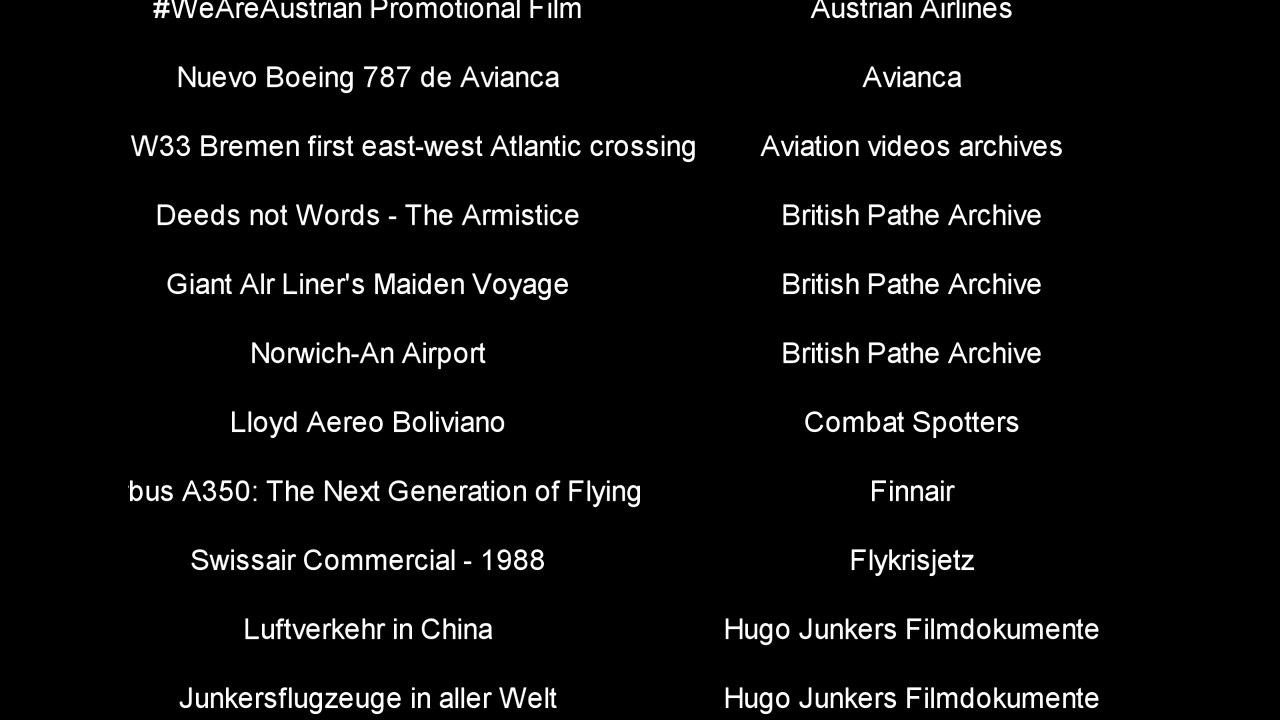 #WeAreAustrian Promotional Film Austrian Airlines
Nuevo Boeing 787 de Avianca Avianca
W33 Bremen first east-west Atlantic crossing Aviation videos archives
Deeds not Words - The Armistice British Pathe Archive
Giant AIr Liner's Maiden Voyage British Pathe Archive
Norwich-An Airport British Pathe Archive
Lloyd Aereo Boliviano Combat Spotters
bus A350: The Next Generation of Flying Finnair
Swissair Commercial - 1988 Flykrisjetz
Luftverkehr in China Hugo Junkers Filmdokumente
Junkersflugzeuge in aller Welt Hugo Junkers Filmdokumente